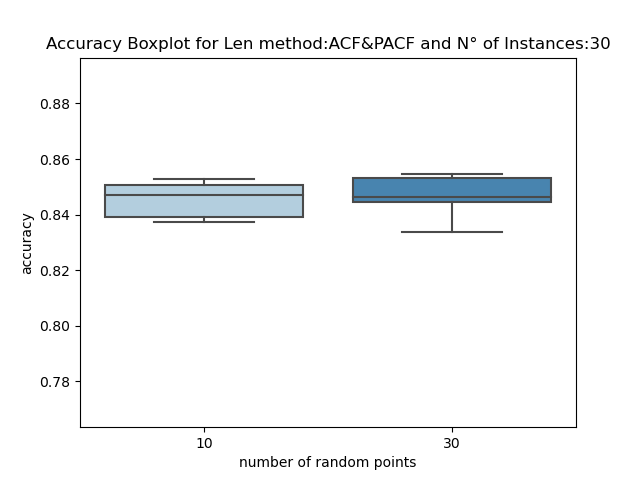 Accuracy Boxplot for Len method:ACF&PACF and N° of Instances:30
0.88
0.86
0.84
0.82
0.80
0.78
accuracy
10
30
number of random points